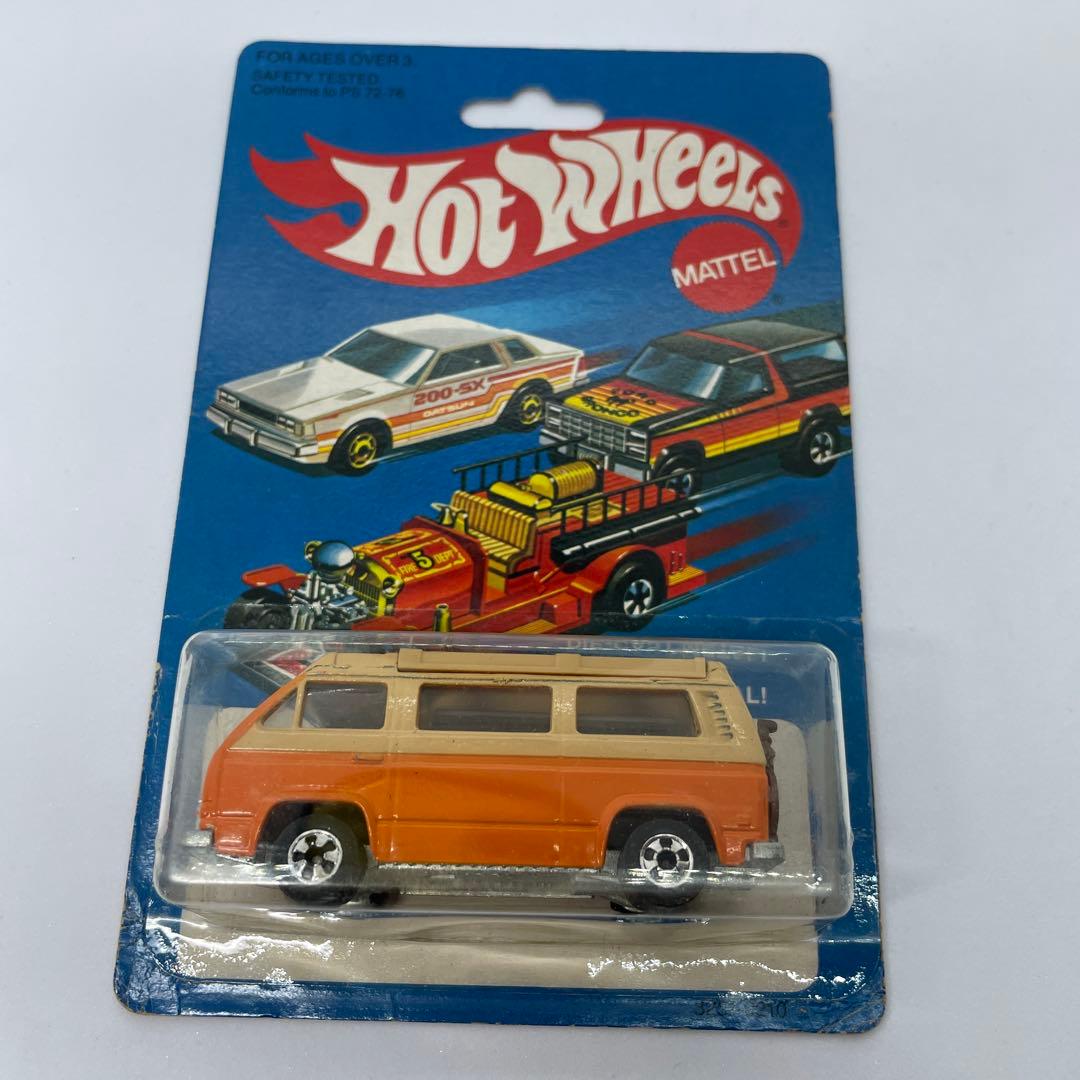 FOR AGES OVER 3.
SAFETY TESTED.
Conforms to PS 72-76
HOT WHEELS
MATTEL
200-SX
DATSUN
BRONCO
5
FIRE DEPT
L!